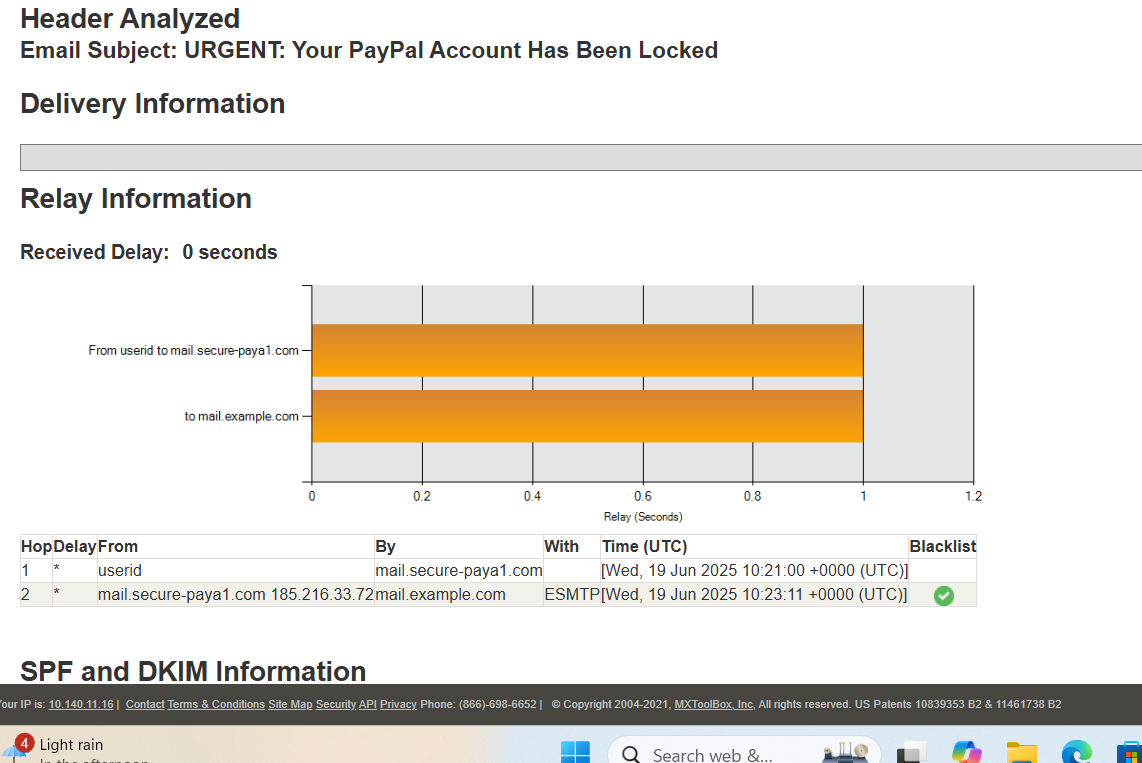 Header Analyzed
Email Subject: URGENT: Your PayPal Account Has Been Locked
Delivery Information
Relay Information
Received Delay: 0 seconds
From userid to mail.secure-paya1.com
to mail.example.com
0 0.2 0.4 0.6 0.8 1 1.2
Relay (Seconds)
Hop Delay From By With Time (UTC) Blacklist
1 * userid mail.secure-paya1.com [Wed, 19 Jun 2025 10:21:00 +0000 (UTC)]
2 * mail.secure-paya1.com 185.216.33.72 mail.example.com ESMTP [Wed, 19 Jun 2025 10:23:11 +0000 (UTC)]
SPF and DKIM Information
our IP is: 10.140.11.16 | Contact Terms & Conditions Site Map Security API Privacy Phone: (866)-698-6652 | © Copyright 2004-2021, MXToolBox, Inc, All rights reserved. US Patents 10839353 B2 & 11461738 B2
4 Light rain
In the afternoon
Search web &...